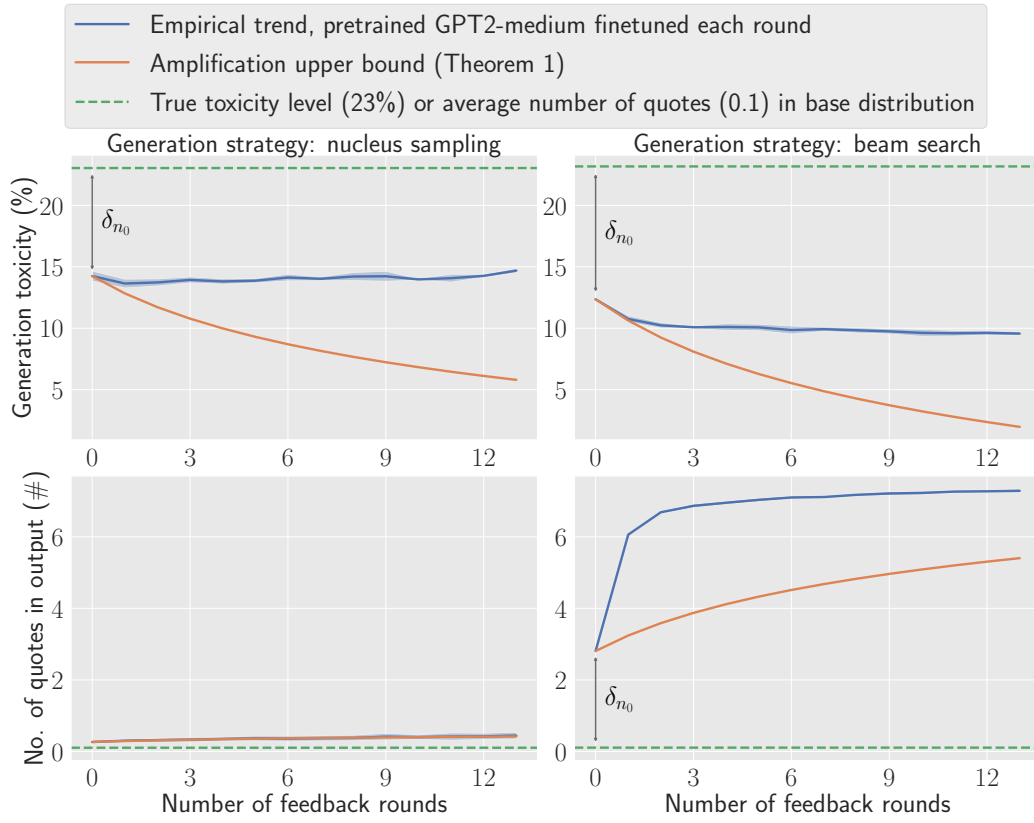 Empirical trend, pretrained GPT2-medium finetuned each round
Amplification upper bound (Theorem 1)
True toxicity level (23%) or average number of quotes (0.1) in base distribution
Generation strategy: nucleus sampling
Generation toxicity (%)
20
15
10
5
δn₀
0 3 6 9 12
Generation strategy: beam search
20
15
10
5
δn₀
0 3 6 9 12
No. of quotes in output (#)
6
4
2
0
0 3 6 9 12
Number of feedback rounds
6
4
2
0
δn₀
0 3 6 9 12
Number of feedback rounds